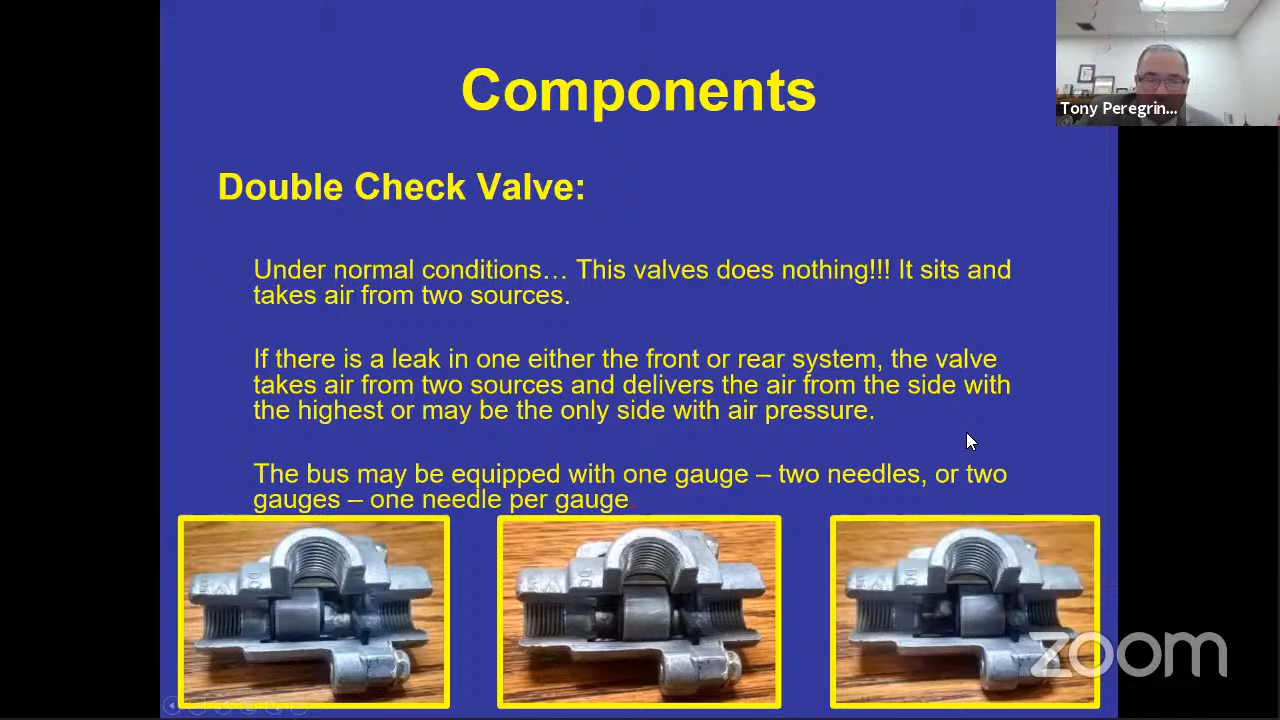 Components
Tony Peregrin...
Double Check Valve:
Under normal conditions… This valves does nothing!!! It sits and
takes air from two sources.
If there is a leak in one either the front or rear system, the valve
takes air from two sources and delivers the air from the side with
the highest or may be the only side with air pressure.
The bus may be equipped with one gauge – two needles, or two
gauges – one needle per gauge.
zoom